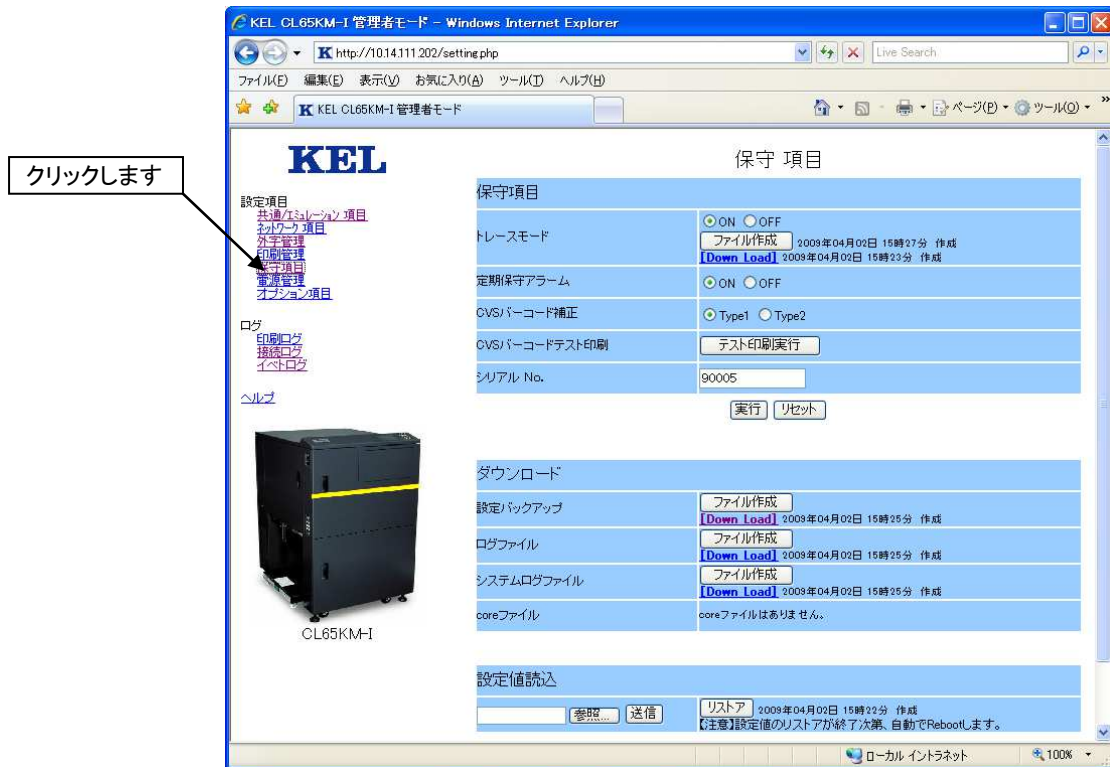 KEL CL65KM-I 管理者モード - Windows Internet Explorer
http://10.14.111.202/setting.php
Live Search
ファイル(F) 編集(E) 表示(V) お気に入り(A) ツール(T) ヘルプ(H)
KEL CL65KM-I 管理者モード
ページ(P) ツール(O)
クリックします
KEL
設定項目
共通/エミュレーション 項目
ネットワーク 項目
外字管理
印刷管理
保守項目
電源管理
オプション項目
ログ
印刷ログ
接続ログ
イベトログ
ヘルプ
CL65KM-I
保守 項目
保守項目
トレースモード
ON OFF
ファイル作成 2009年04月02日 15時27分 作成
[Down Load] 2009年04月02日 15時23分 作成
定期保守アラーム
ON OFF
CVSバーコード補正
Type1 Type2
CVSバーコードテスト印刷
テスト印刷実行
シリアル No.
90005
実行 リセット
ダウンロード
設定バックアップ
ファイル作成
[Down Load] 2009年04月02日 15時25分 作成
ログファイル
ファイル作成
[Down Load] 2009年04月02日 15時25分 作成
システムログファイル
ファイル作成
[Down Load] 2009年04月02日 15時25分 作成
coreファイル
coreファイルはありません。
設定値読込
参照... 送信
リストア 2009年04月02日 15時22分 作成
【注意】設定値のリストアが終了次第、自動でRebootします。
ローカル イントラネット
100%